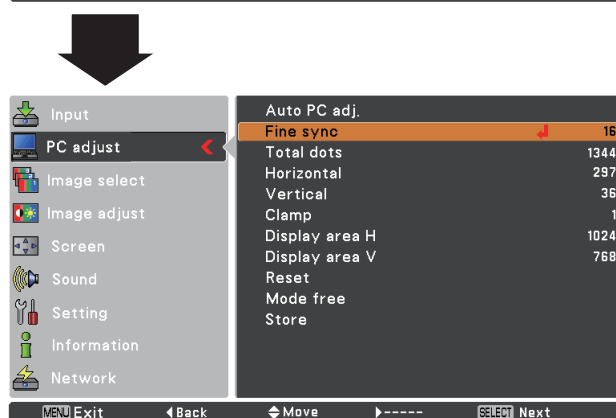 Input
PC adjust
Image select
Image adjust
Screen
Sound
Setting
Information
Network
Auto PC adj.
Fine sync 16
Total dots 1344
Horizontal 297
Vertical 36
Clamp 1
Display area H 1024
Display area V 768
Reset
Mode free
Store
MENU Exit Back Move ----- SELECT Next